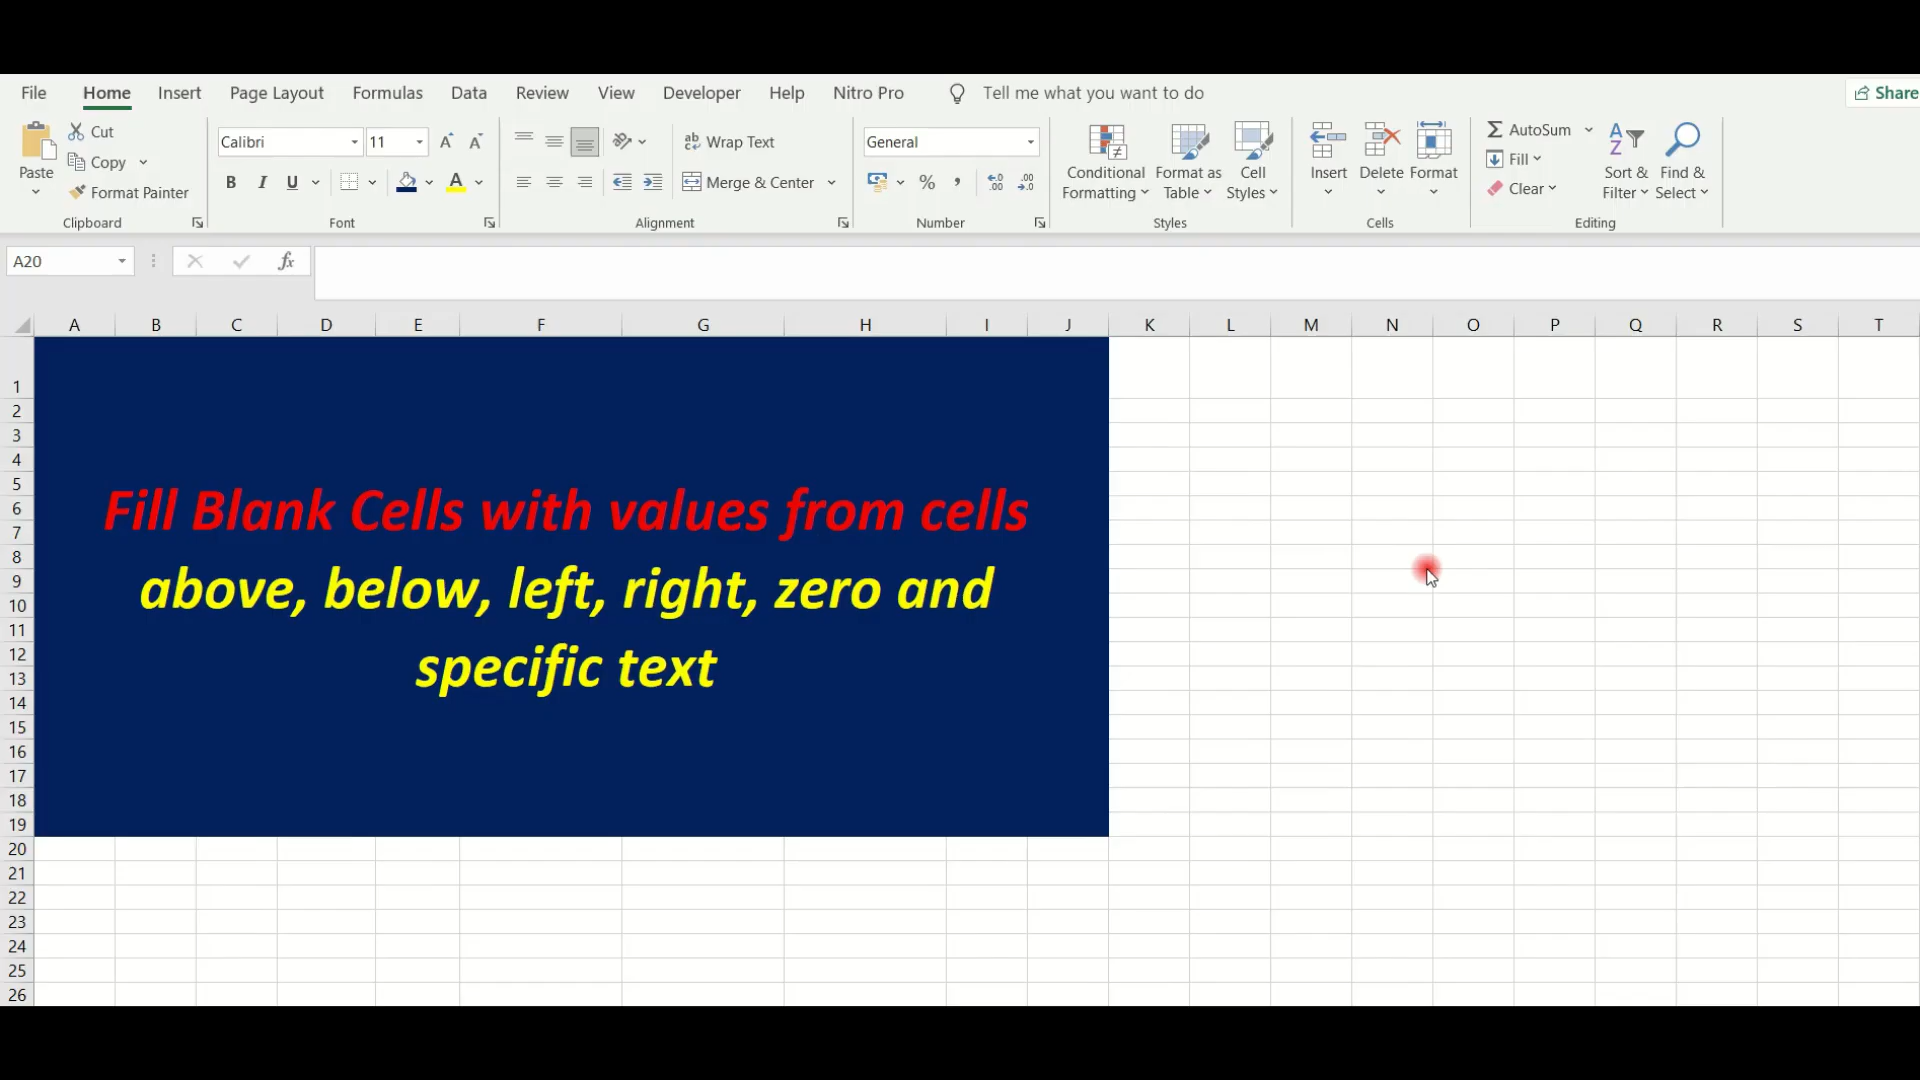 File Home Insert Page Layout Formulas Data Review View Developer Help Nitro Pro Tell me what you want to do Share
Paste
Cut
Copy
Format Painter
Clipboard
Calibri 11
B I U A
Font
Wrap Text
Merge & Center
Alignment
General
% ,
Number
Conditional Formatting
Format as Table
Cell Styles
Styles
Insert Delete Format
Cells
AutoSum
Fill
Clear
Sort & Filter
Find & Select
Editing
A20 fx
A B C D E F G H I J K L M N O P Q R S T
1
2
3
4
5
6
7
8
9
10
11
12
13
14
15
16
17
18
19
20
21
22
23
24
25
26
Fill Blank Cells with values from cells
above, below, left, right, zero and
specific text